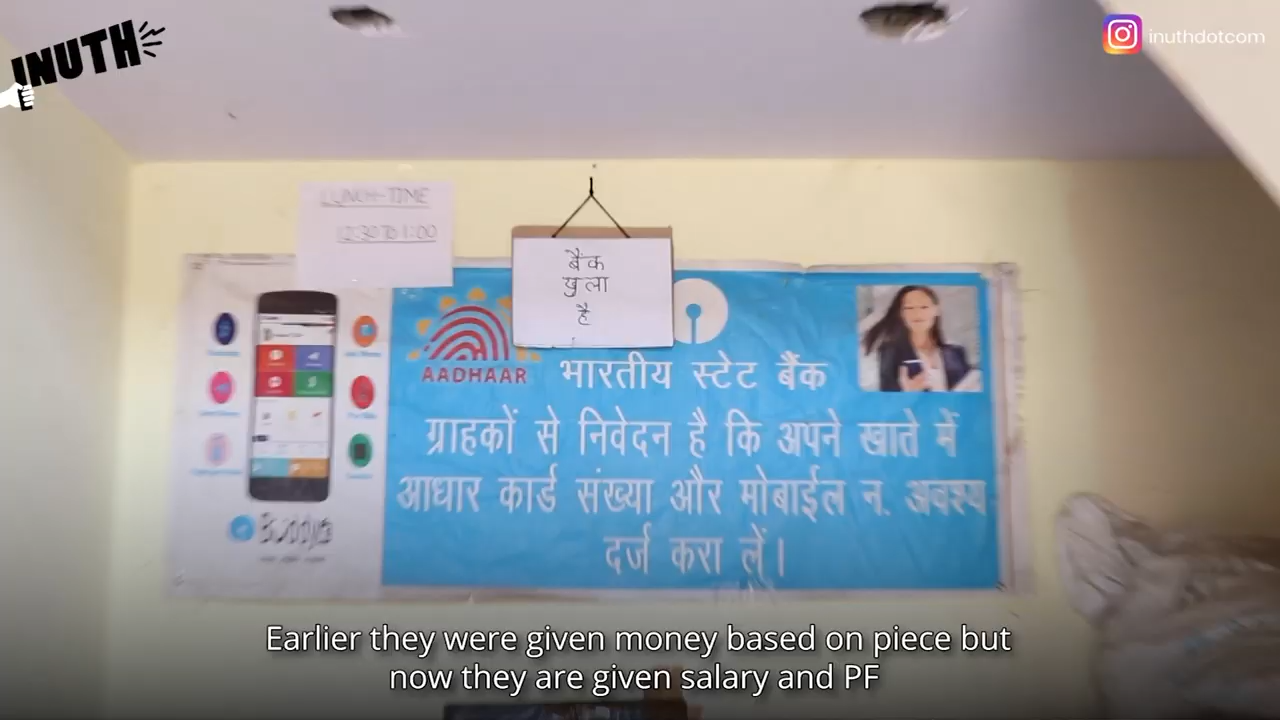 INUTH
inuthdotcom
LUNCH-TIME
12:30 TO 1:00
बैंक
खुला
है
AADHAAR
भारतीय स्टेट बैंक
ग्राहकों से निवेदन है कि अपने खाते में
आधार कार्ड संख्या और मोबाईल न. अवश्य
दर्ज करा लें।
Buddy
Earlier they were given money based on piece but
now they are given salary and PF